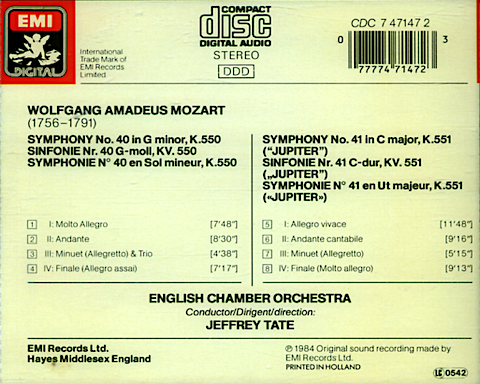 EMI
DIGITAL
International
Trade Mark of
EMI Records
Limited
COMPACT
disc
DIGITAL AUDIO
STEREO
DDD
CDC 7 47147 2
0 77774 71472 3
WOLFGANG AMADEUS MOZART
(1756–1791)
SYMPHONY No. 40 in G minor, K.550
SINFONIE Nr. 40 G-moll, KV. 550
SYMPHONIE N° 40 en Sol mineur, K.550
1 I: Molto Allegro [7'48"]
2 II: Andante [8'30"]
3 III: Minuet (Allegretto) & Trio [4'38"]
4 IV: Finale (Allegro assai) [7'17"]
SYMPHONY No. 41 in C major, K.551
("JUPITER")
SINFONIE Nr. 41 C-dur, KV. 551
(„JUPITER")
SYMPHONIE N° 41 en Ut majeur, K.551
(«JUPITER»)
5 I: Allegro vivace [11'48"]
6 II: Andante cantabile [9'16"]
7 III: Minuet (Allegretto) [5'15"]
8 IV: Finale (Molto allegro) [9'13"]
ENGLISH CHAMBER ORCHESTRA
Conductor/Dirigent/direction:
JEFFREY TATE
EMI Records Ltd.
Hayes Middlesex England
℗ 1984 Original sound recording made by
EMI Records Ltd.
PRINTED IN HOLLAND
LC 0542